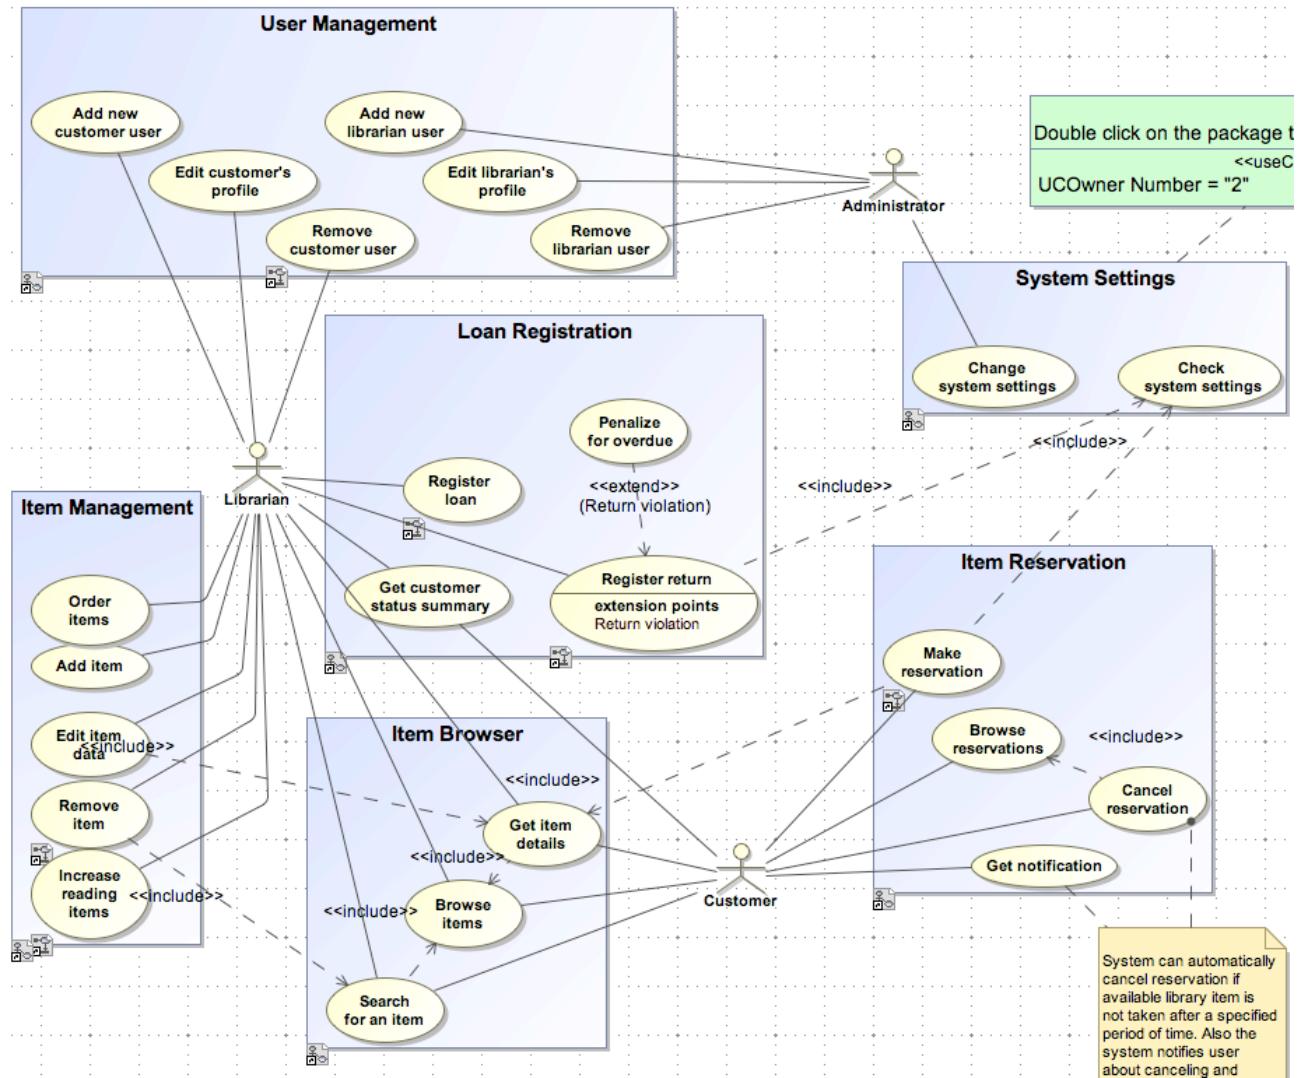 User Management
Add new
customer user
Add new
librarian user
Edit customer's
profile
Edit librarian's
profile
Remove
customer user
Remove
librarian user
Administrator
Double click on the package t
<<useC
UCOwner Number = "2"
System Settings
Change
system settings
Check
system settings
<<include>>
<<include>>
Loan Registration
Penalize
for overdue
<<extend>>
(Return violation)
Register
loan
Get customer
status summary
Register return
extension points
Return violation
Librarian
Item Management
Order
items
Add item
Edit item
data
<<include>>
Remove
item
Increase
reading
items
<<include>>
Item Browser
<<include>>
Get item
details
<<include>>
Browse
items
<<include>>
Search
for an item
Customer
Item Reservation
Make
reservation
Browse
reservations
<<include>>
Cancel
reservation
Get notification
System can automatically
cancel reservation if
available library item is
not taken after a specified
period of time. Also the
system notifies user
about canceling and